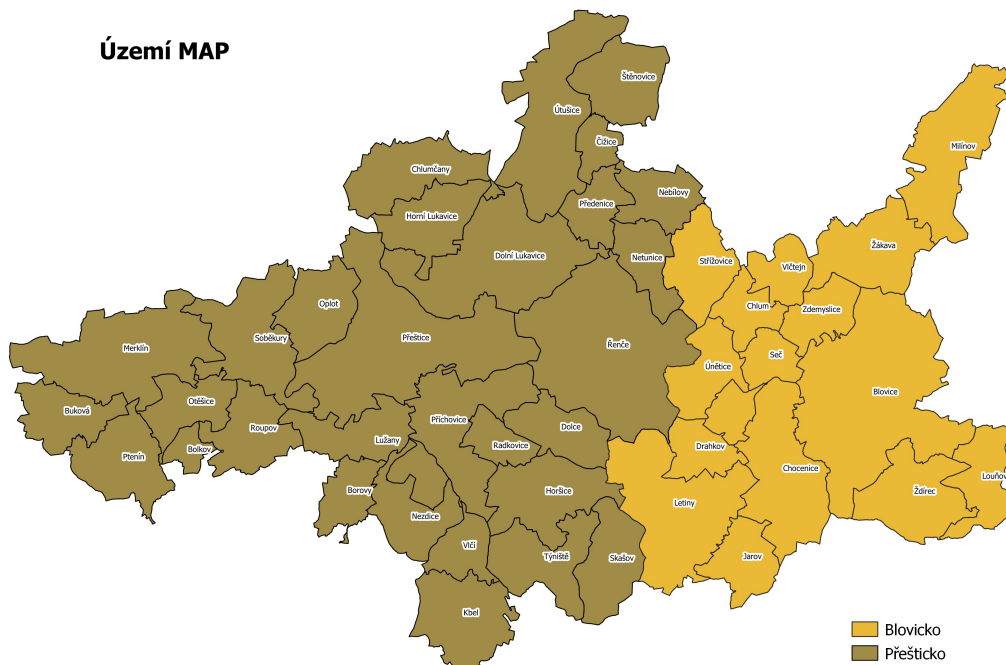 Území MAP
Štěnovice
Útušice
Čižice
Milínov
Chlumčany
Nebílovy
Předenice
Horní Lukavice
Žákava
Dolní Lukavice
Netunice
Střížovice
Vlčtejn
Oplot
Chlum
Zdemyslice
Soběkury
Přeštice
Řenče
Merklín
Seč
Únětice
Blovice
Otěšice
Buková
Příchovice
Roupov
Dolce
Lužany
Radkovice
Drahkov
Bolkov
Ptenín
Chocenice
Louňov
Ždírec
Borovy
Horšice
Letiny
Nezdice
Vlčí
Týniště
Skašov
Jarov
Kbel
Blovicko
Přešticko